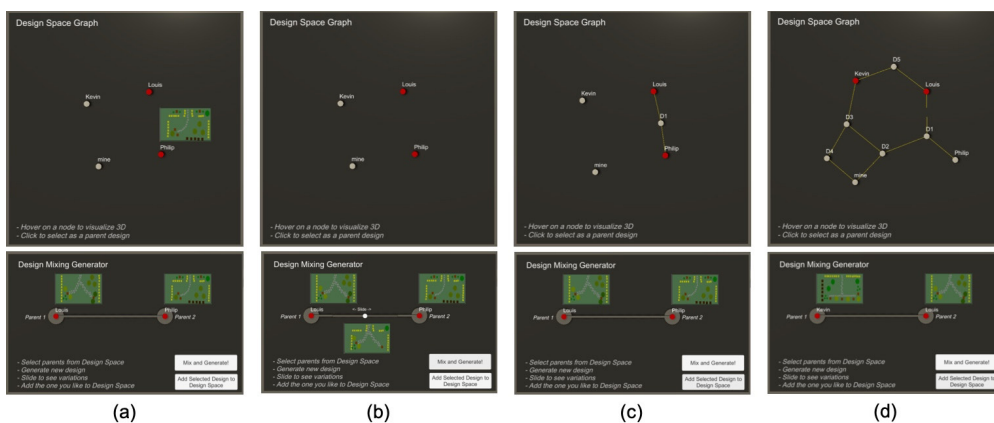 Design Space Graph
Louis
Kevin
Philip
mine
- Hover on a node to visualize 3D
- Click to select as a parent design
Design Mixing Generator
Louis
Philip
Parent 1
Parent 2
- Select parents from Design Space
- Generate new design
- Slide to see variations
- Add the one you like to Design Space
Mix and Generate!
Add Selected Design to
Design Space
(a)
Design Space Graph
Louis
Kevin
Philip
mine
- Hover on a node to visualize 3D
- Click to select as a parent design
Design Mixing Generator
Louis
Philip
Parent 1
Parent 2
- Select parents from Design Space
- Generate new design
- Slide to see variations
- Add the one you like to Design Space
Mix and Generate!
Add Selected Design to
Design Space
(b)
Design Space Graph
Louis
Kevin
D1
Philip
mine
- Hover on a node to visualize 3D
- Click to select as a parent design
Design Mixing Generator
Louis
Philip
Parent 1
Parent 2
- Select parents from Design Space
- Generate new design
- Slide to see variations
- Add the one you like to Design Space
Mix and Generate!
Add Selected Design to
Design Space
(c)
Design Space Graph
D5
Kevin
Louis
D3
D1
D4
D2
Philip
mine
- Hover on a node to visualize 3D
- Click to select as a parent design
Design Mixing Generator
Kevin
Louis
Parent 1
Parent 2
- Select parents from Design Space
- Generate new design
- Slide to see variations
- Add the one you like to Design Space
Mix and Generate!
Add Selected Design to
Design Space
(d)